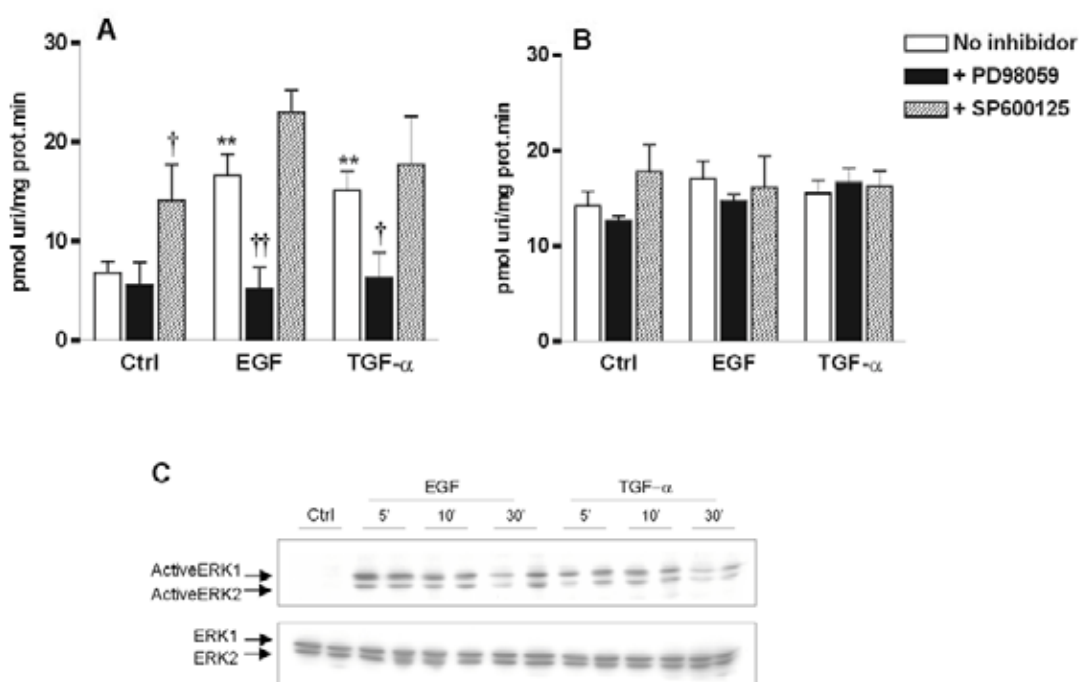 A
30
20
10
0
pmol uri/mg prot.min
†
**
††
**
†
Ctrl EGF TGF-α
B
30
20
10
0
pmol uri/mg prot.min
Ctrl EGF TGF-α
No inhibidor
+ PD98059
+ SP600125
C
EGF TGF-α
Ctrl 5' 10' 30' 5' 10' 30'
ActiveERK1
ActiveERK2
ERK1
ERK2